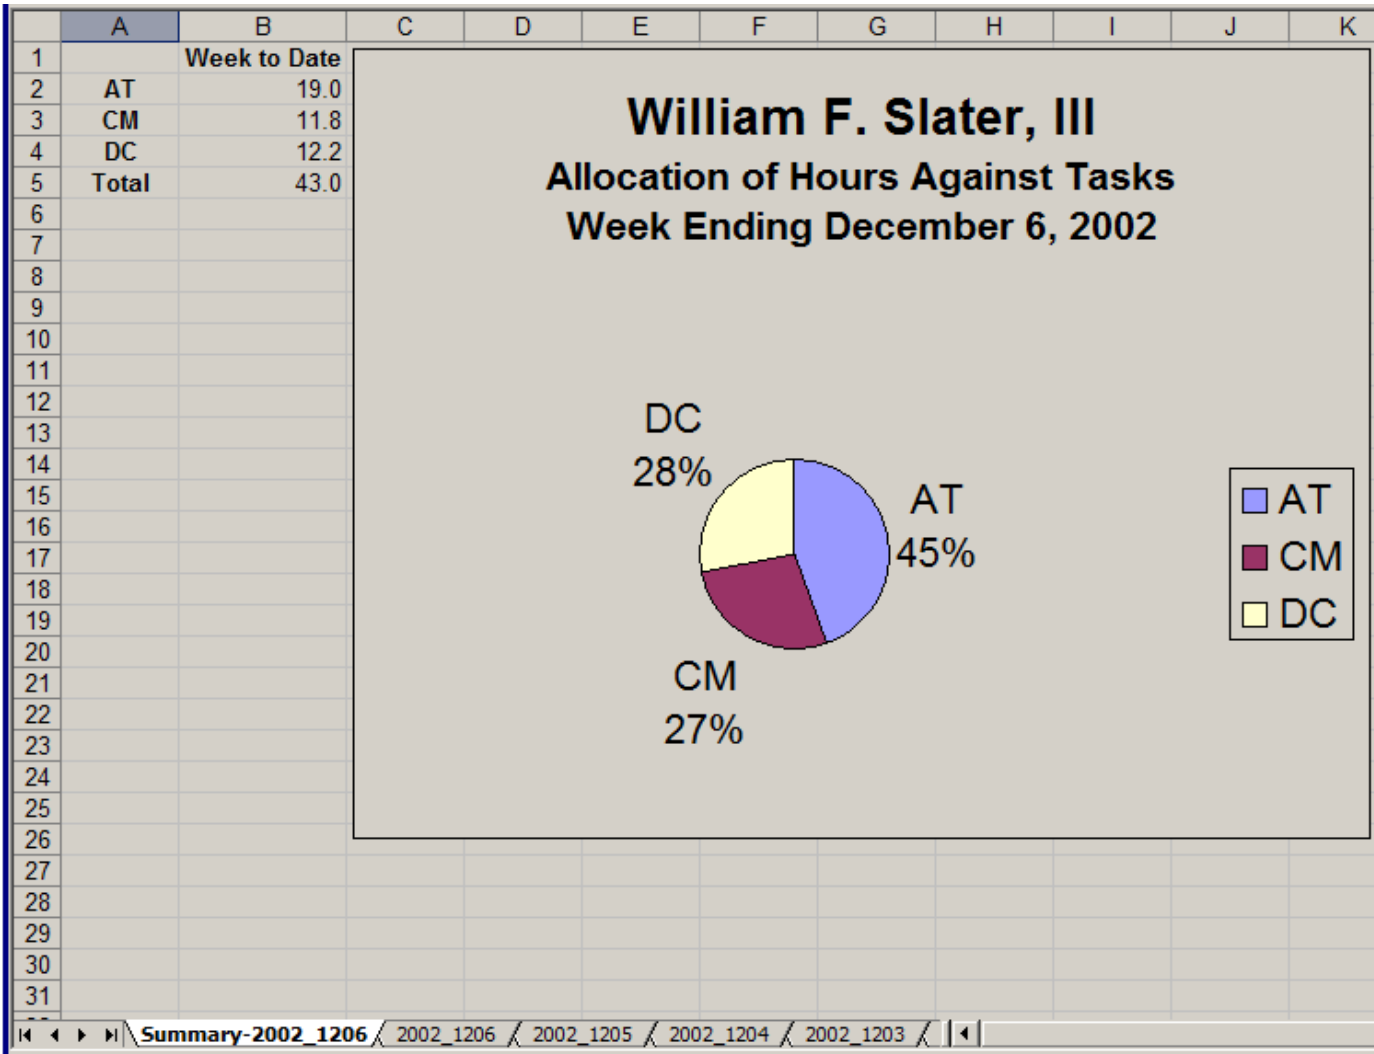 A B C D E F G H I J K
1 Week to Date
2 AT 19.0
3 CM 11.8
4 DC 12.2
5 Total 43.0
6
7
8
9
10
11
12
13
14
15
16
17
18
19
20
21
22
23
24
25
26
27
28
29
30
31
William F. Slater, III
Allocation of Hours Against Tasks
Week Ending December 6, 2002
DC
28%
AT
45%
CM
27%
AT
CM
DC
Summary-2002_1206 2002_1206 2002_1205 2002_1204 2002_1203